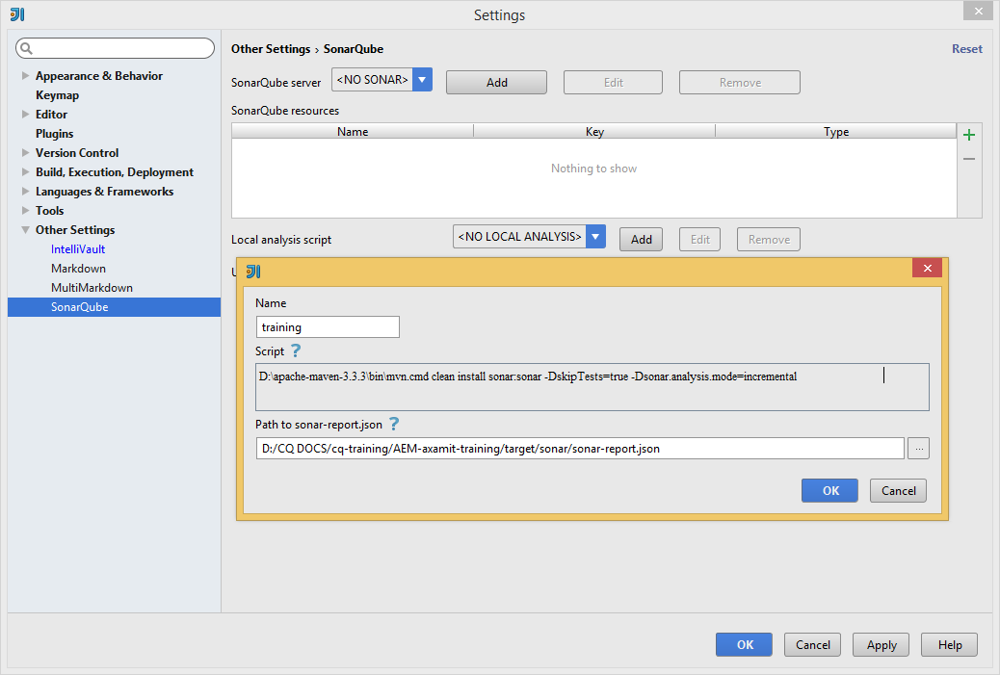 Settings
Other Settings › SonarQube
Reset
Appearance & Behavior
Keymap
Editor
Plugins
Version Control
Build, Execution, Deployment
Languages & Frameworks
Tools
Other Settings
IntelliVault
Markdown
MultiMarkdown
SonarQube
SonarQube server <NO SONAR> Add Edit Remove
SonarQube resources
Name Key Type
Nothing to show
Local analysis script <NO LOCAL ANALYSIS> Add Edit Remove
Name
training
Script ?
D:\apache-maven-3.3.3\bin\mvn.cmd clean install sonar:sonar -DskipTests=true -Dsonar.analysis.mode=incremental
Path to sonar-report.json ?
D:/CQ DOCS/cq-training/AEM-axamit-training/target/sonar/sonar-report.json ...
OK Cancel
OK Cancel Apply Help